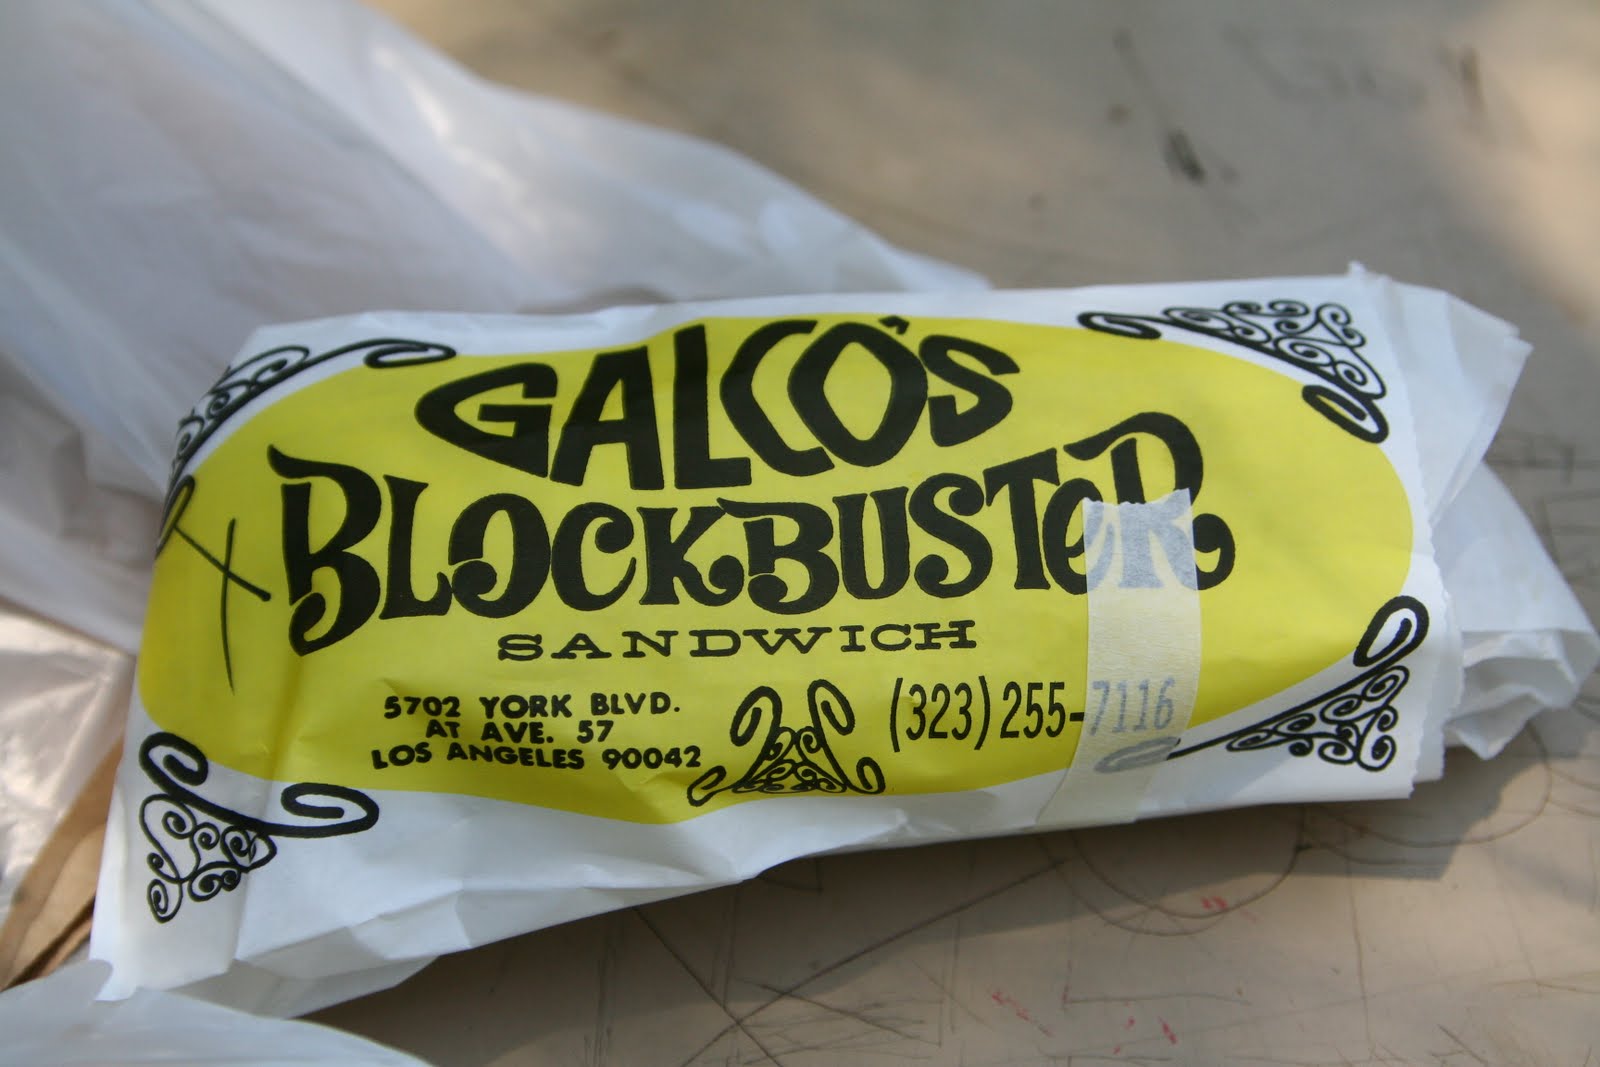 GALCO'S
BLOCKBUSTeR
SANDWICH
5702 YORK BLVD.
AT AVE. 57
LOS ANGELES 90042
(323) 255-7116
X